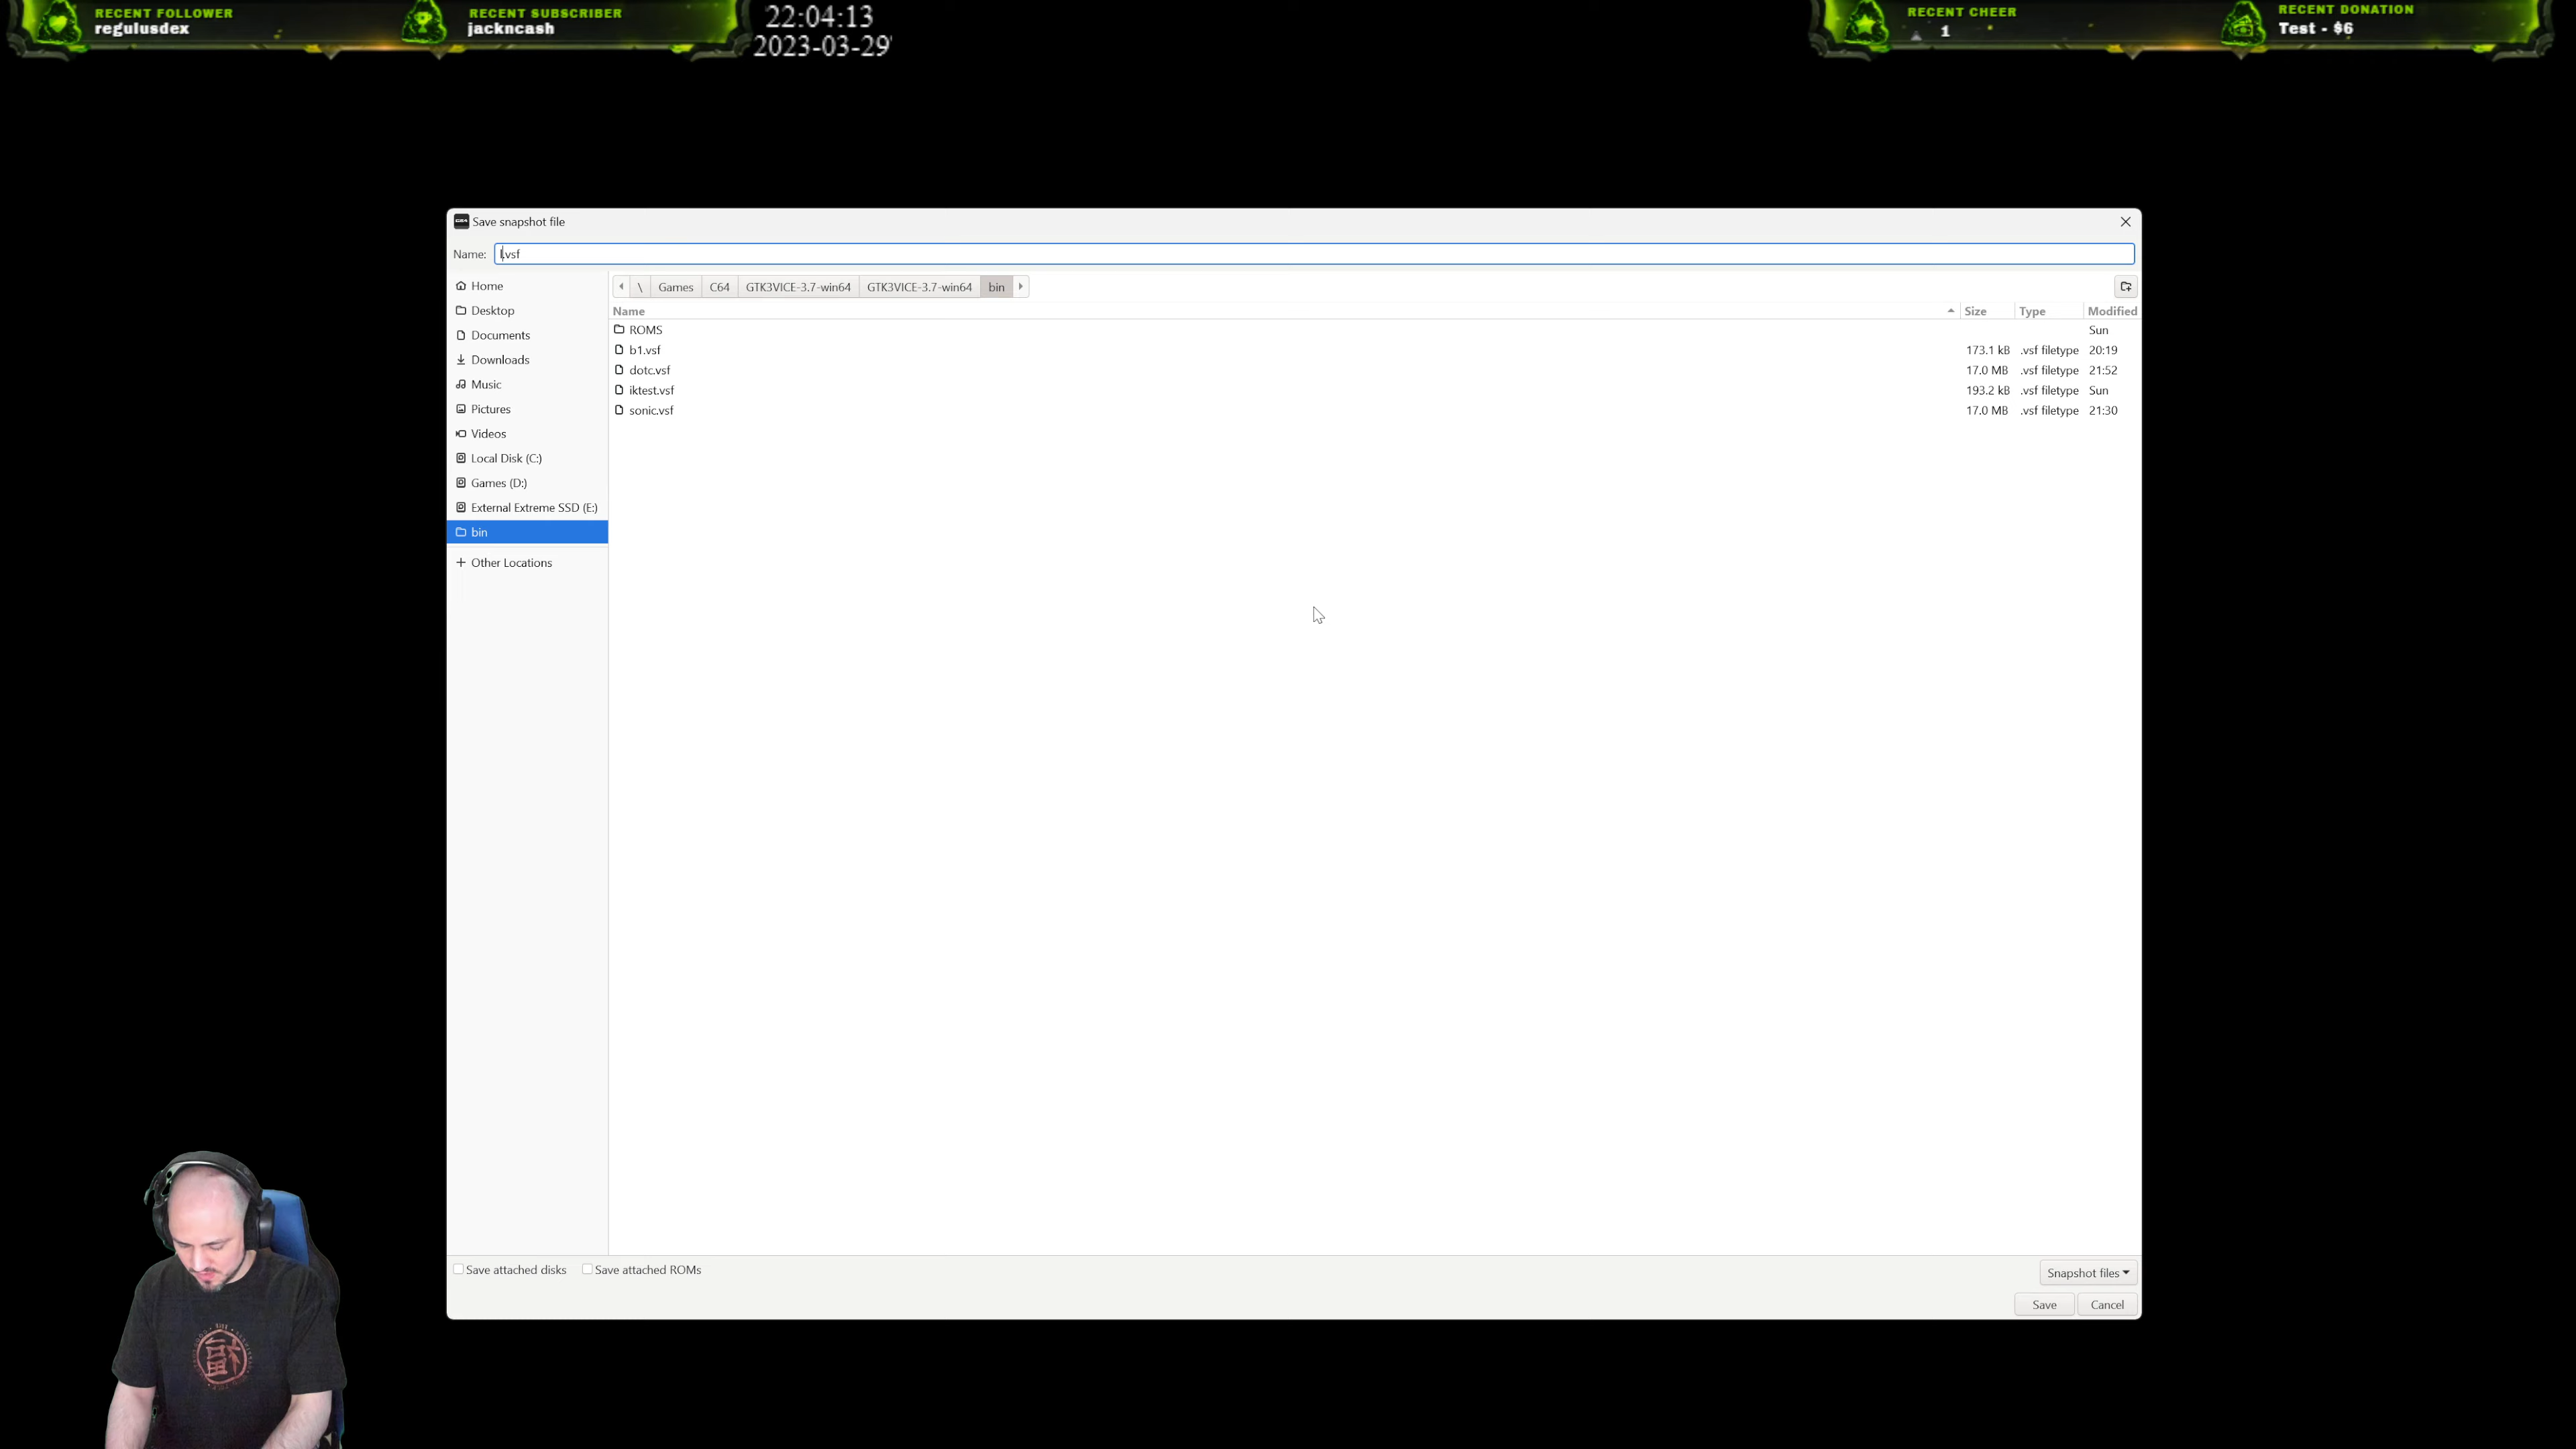 RECENT FOLLOWER
regulusdex
RECENT SUBSCRIBER
jackncash
22:04:13
2023-03-29
RECENT CHEER
1
RECENT DONATION
Test - $6
Save snapshot file
Name: l.vsf
Home
Desktop
Documents
Downloads
Music
Pictures
Videos
Local Disk (C:)
Games (D:)
External Extreme SSD (E:)
bin
Other Locations
\ Games C64 GTK3VICE-3.7-win64 GTK3VICE-3.7-win64 bin
Name Size Type Modified
ROMS Sun
b1.vsf 173.1 kB .vsf filetype 20:19
dotc.vsf 17.0 MB .vsf filetype 21:52
iktest.vsf 193.2 kB .vsf filetype Sun
sonic.vsf 17.0 MB .vsf filetype 21:30
Save attached disks Save attached ROMs
Snapshot files
Save Cancel